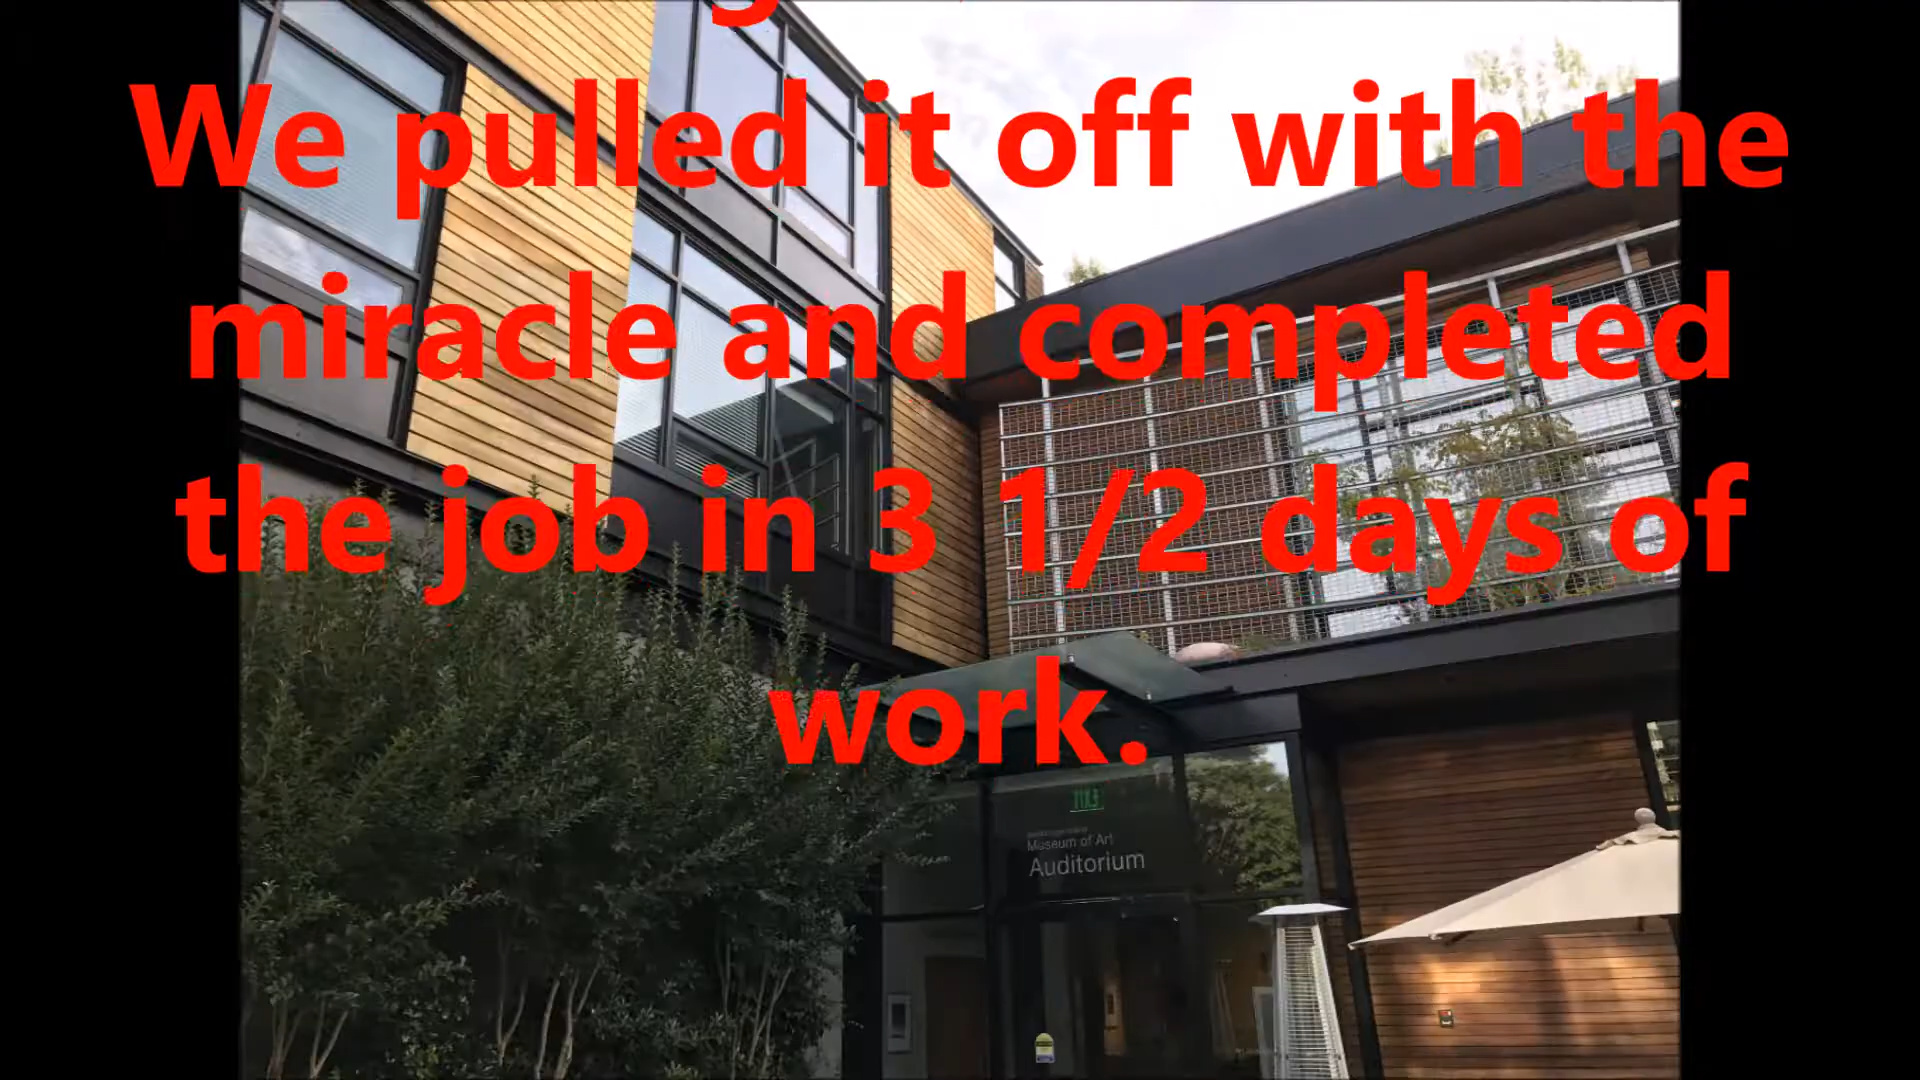 We pulled it off with the
miracle and completed
the job in 3 1/2 days of
work.
Museum of Art
Auditorium